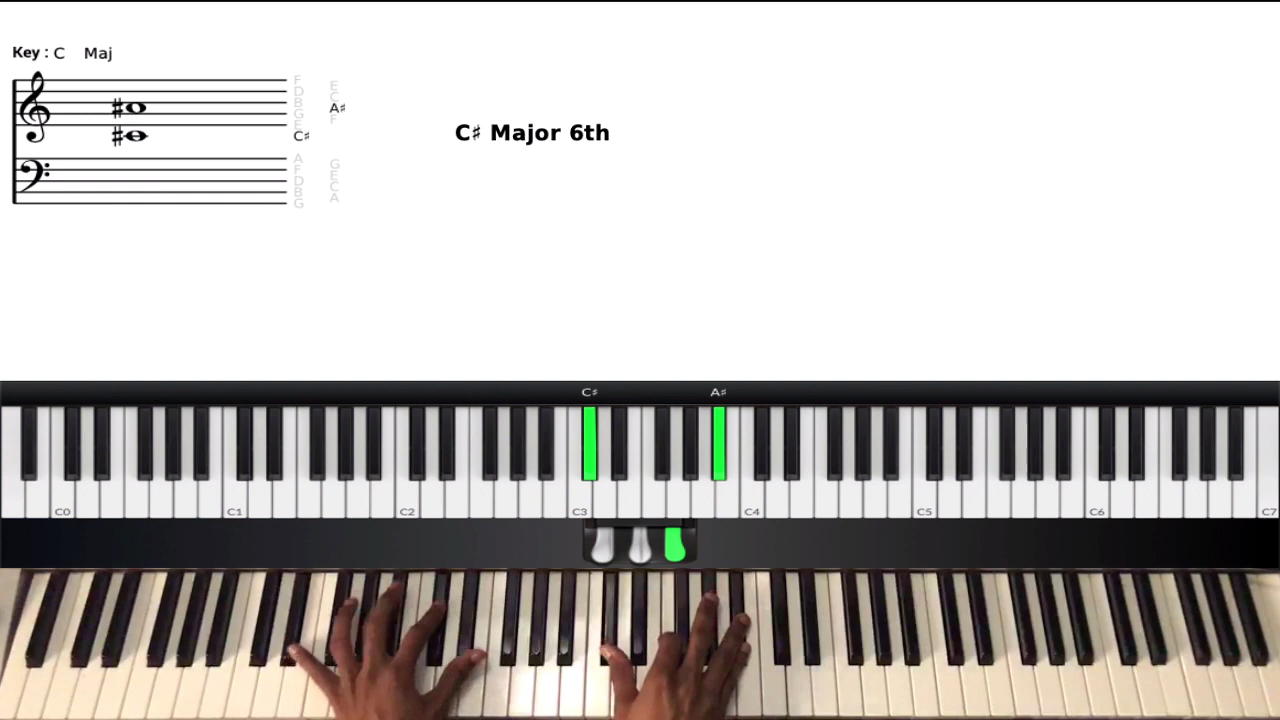 Key : C Maj
F
E
D
C
B
A♯
G
F
E
C♯
A
G
F
E
D
C
B
A
G
C♯ Major 6th
C♯ A♯
C0 C1 C2 C3 C4 C5 C6 C7